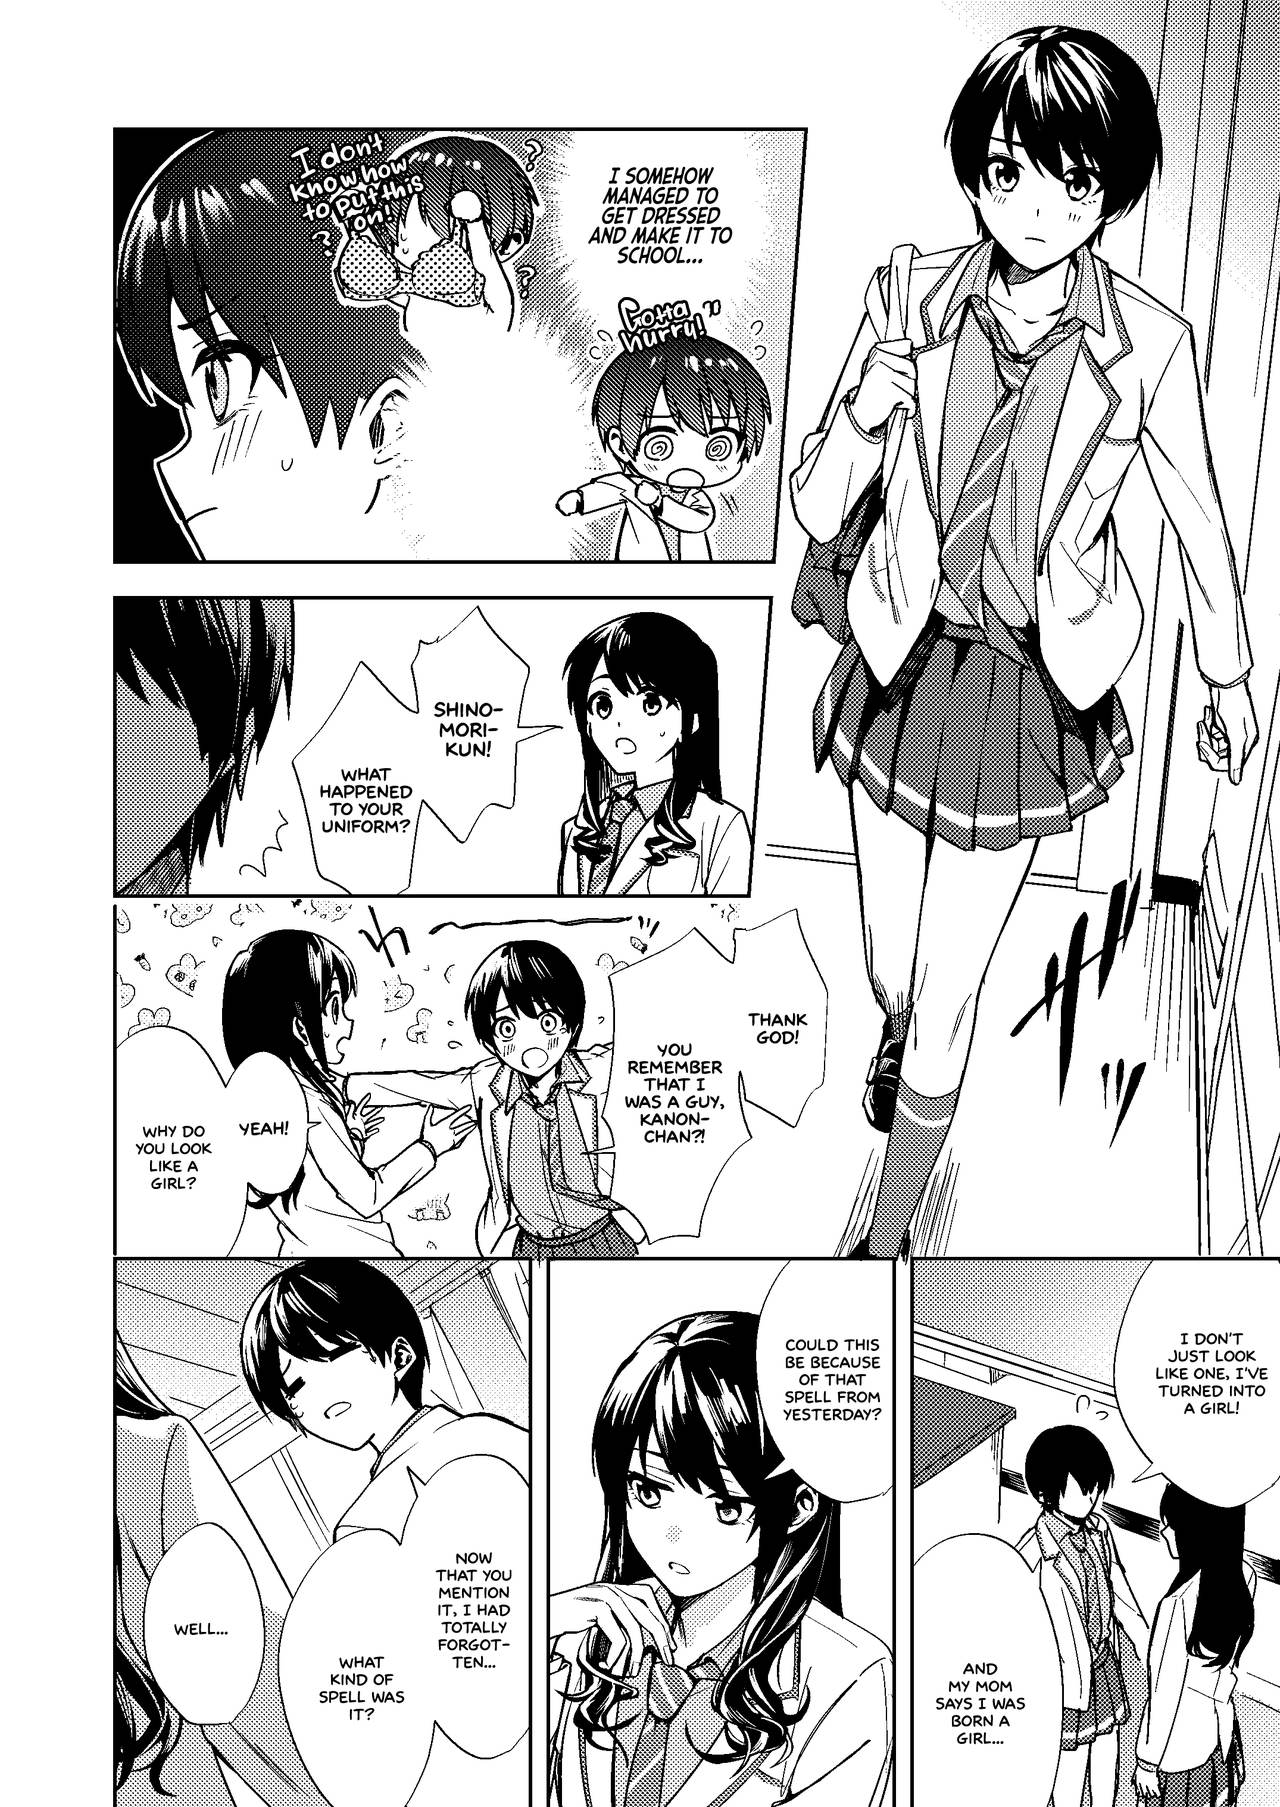 I SOMEHOW
MANAGED TO
GET DRESSED
AND MAKE IT TO
SCHOOL...
I don't
know how
to put this
on!
?
?
?
?
Gotta
hurry!
ザ
ッ
SHINO-
MORI-
KUN!
WHAT
HAPPENED
TO YOUR
UNIFORM?
THANK
GOD!
YOU
REMEMBER
THAT I
WAS A GUY,
KANON-
CHAN?!
YEAH!
WHY DO
YOU LOOK
LIKE A
GIRL?
I DON'T
JUST LOOK
LIKE ONE, I'VE
TURNED INTO
A GIRL!
AND
MY MOM
SAYS I WAS
BORN A
GIRL...
COULD THIS
BE BECAUSE
OF THAT
SPELL FROM
YESTERDAY?
NOW
THAT YOU
MENTION
IT, I HAD
TOTALLY
FORGOT-
TEN...
WHAT
KIND OF
SPELL WAS
IT?
WELL...